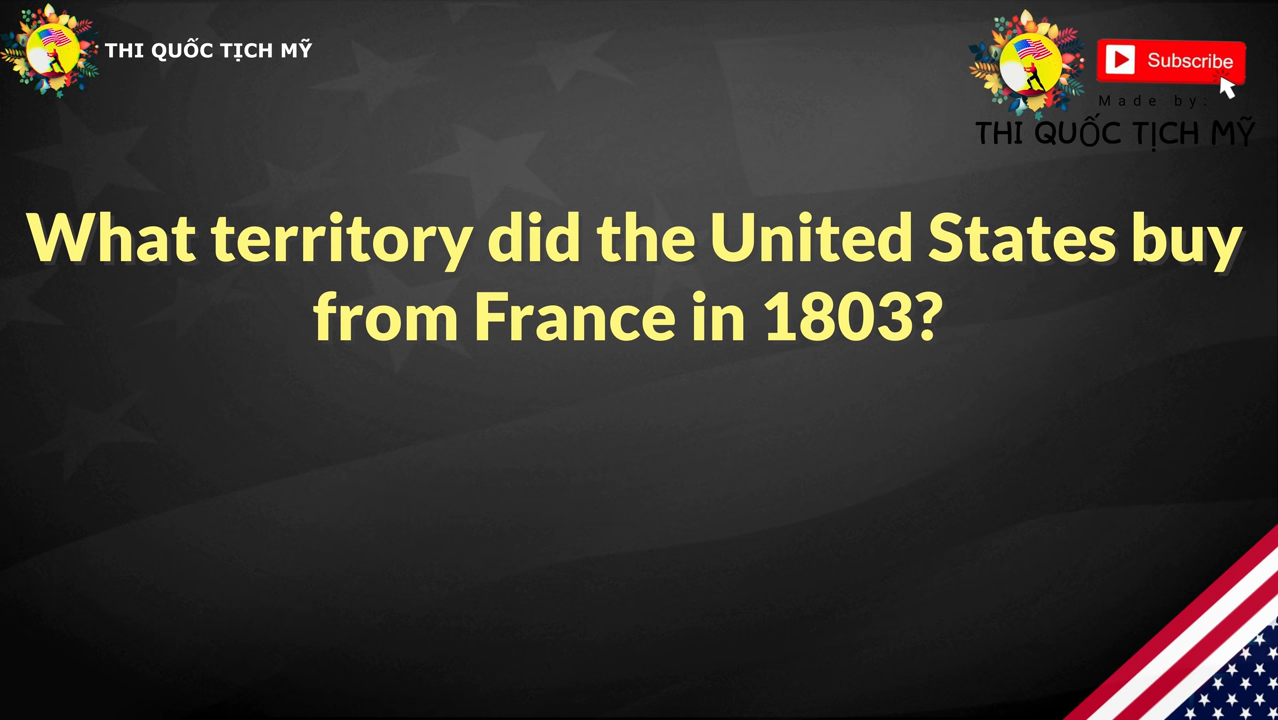 THI QUỐC TỊCH MỸ
Subscribe
Made by:
THI QUỐC TỊCH MỸ
What territory did the United States buy
from France in 1803?